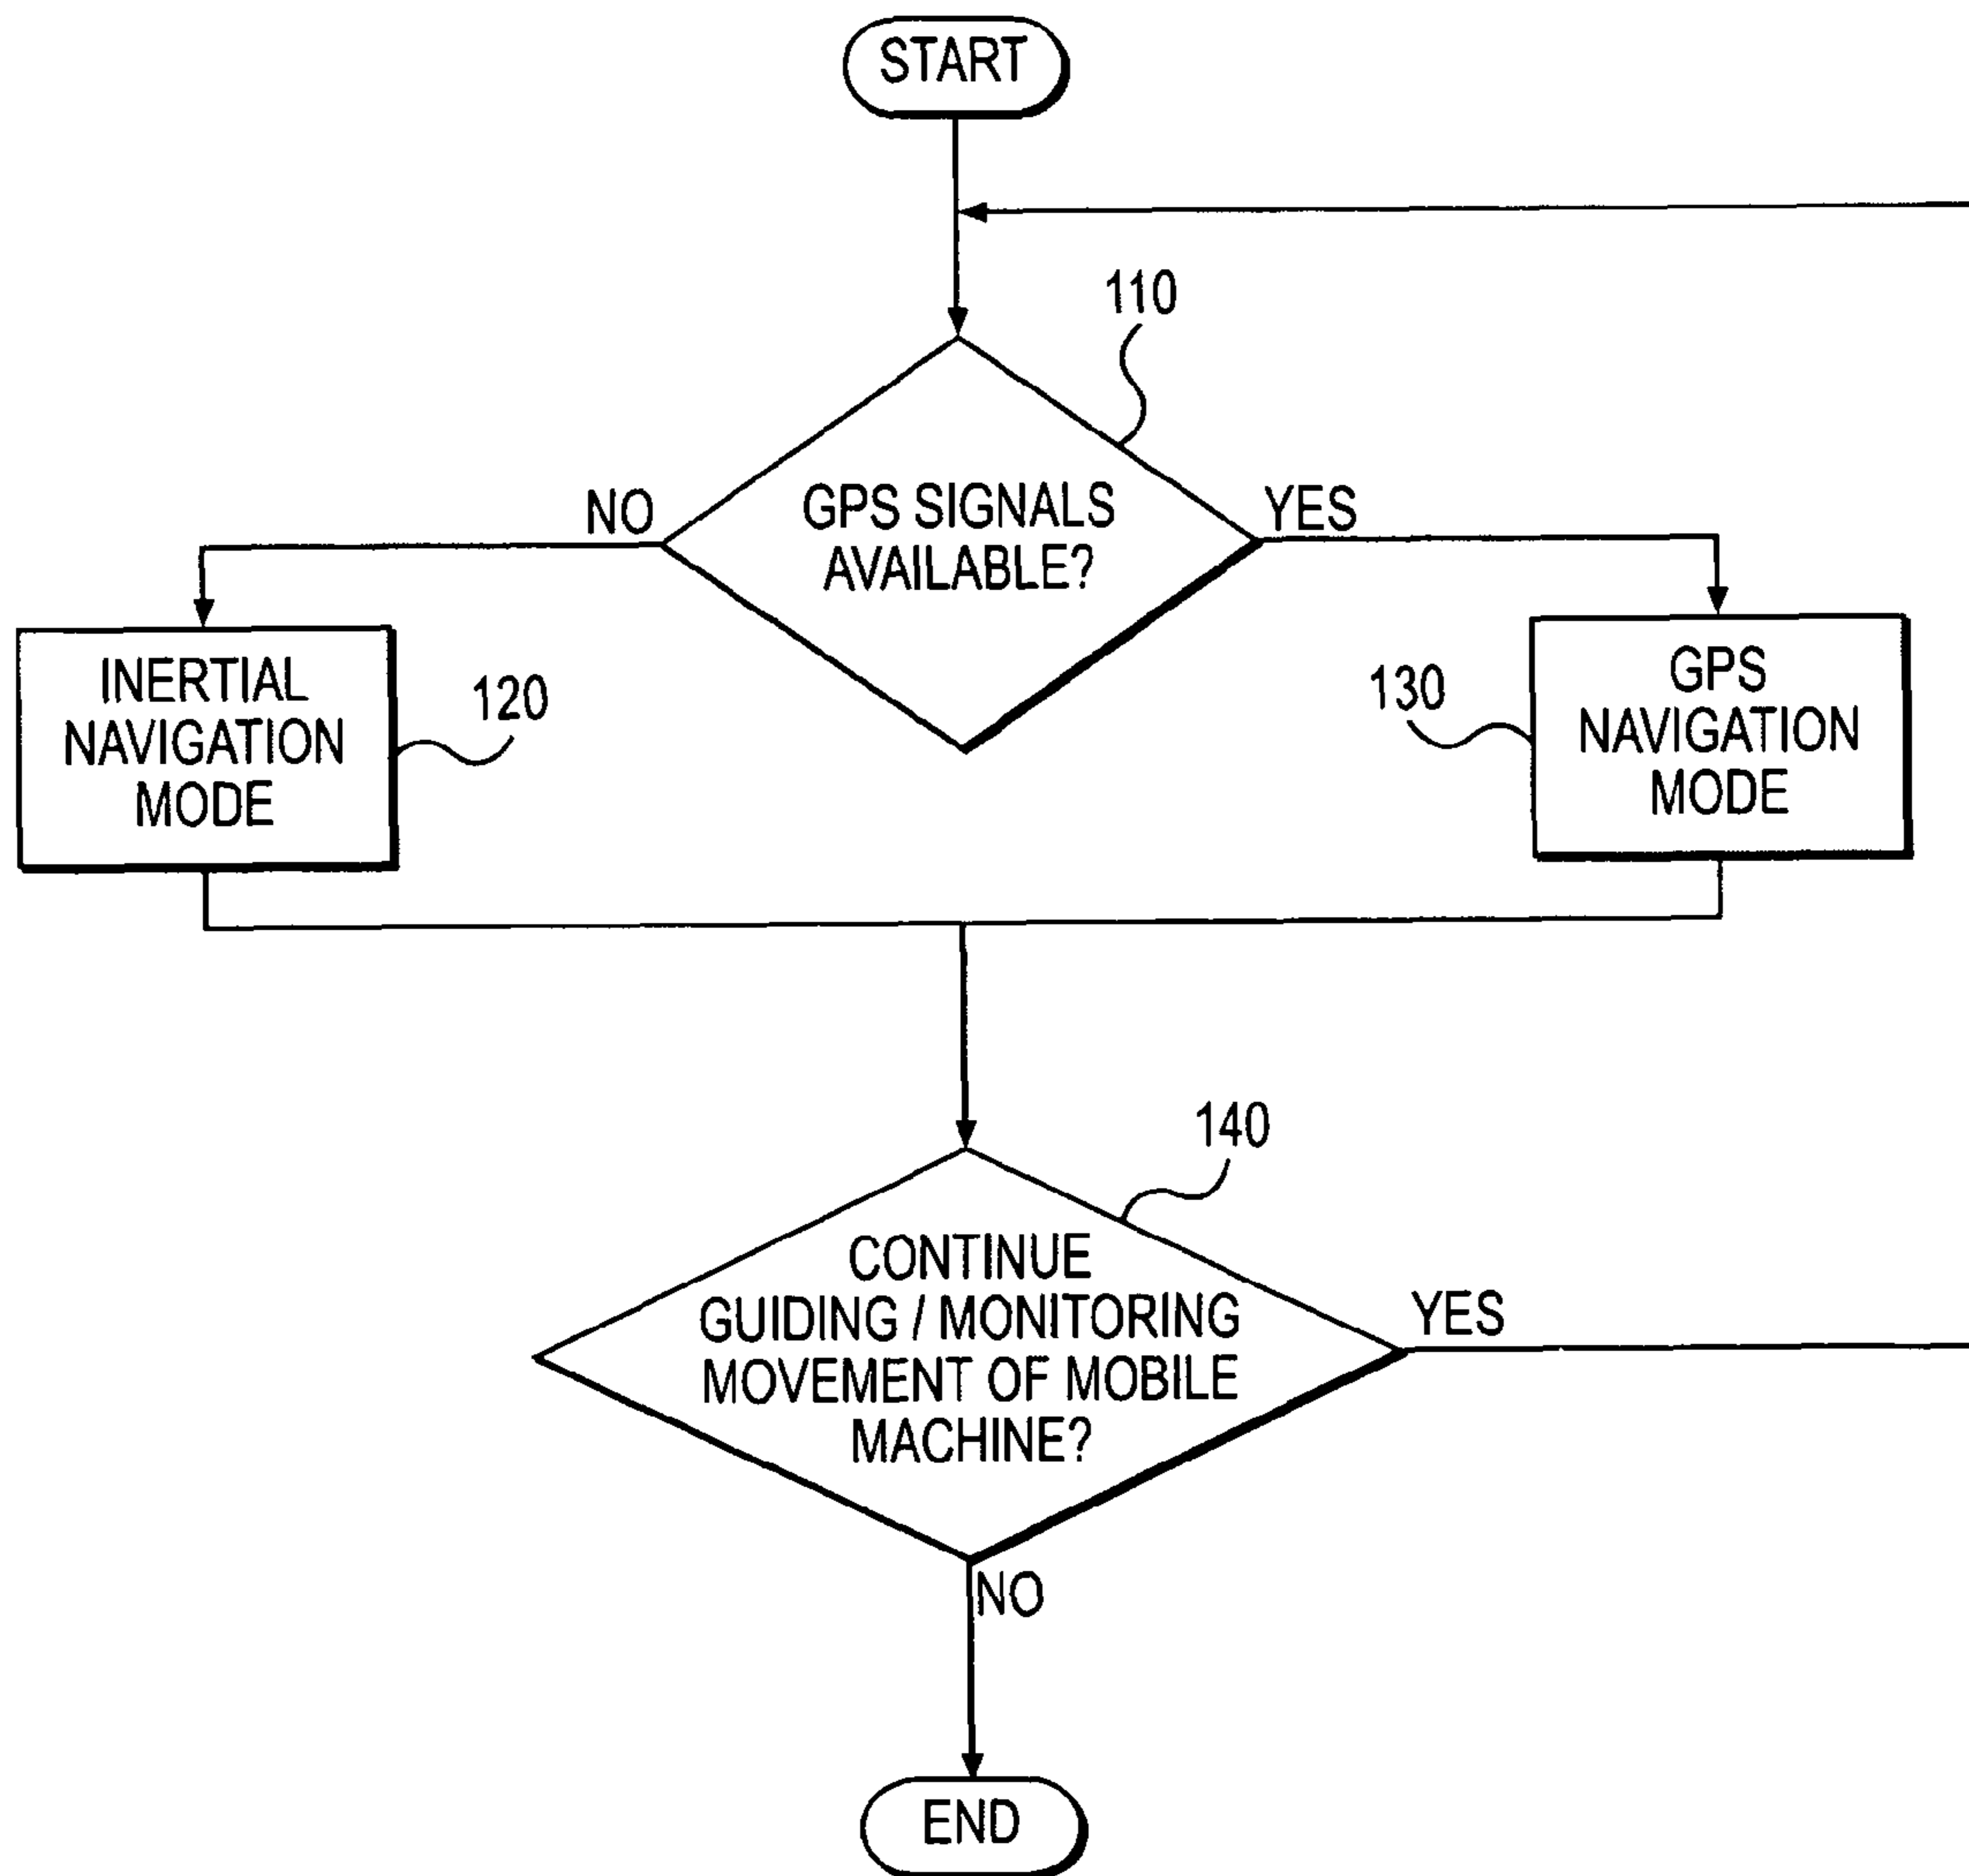 START
110
NO
GPS SIGNALS
AVAILABLE?
YES
INERTIAL
NAVIGATION
MODE
120
130
GPS
NAVIGATION
MODE
140
CONTINUE
GUIDING / MONITORING
MOVEMENT OF MOBILE
MACHINE?
YES
NO
END